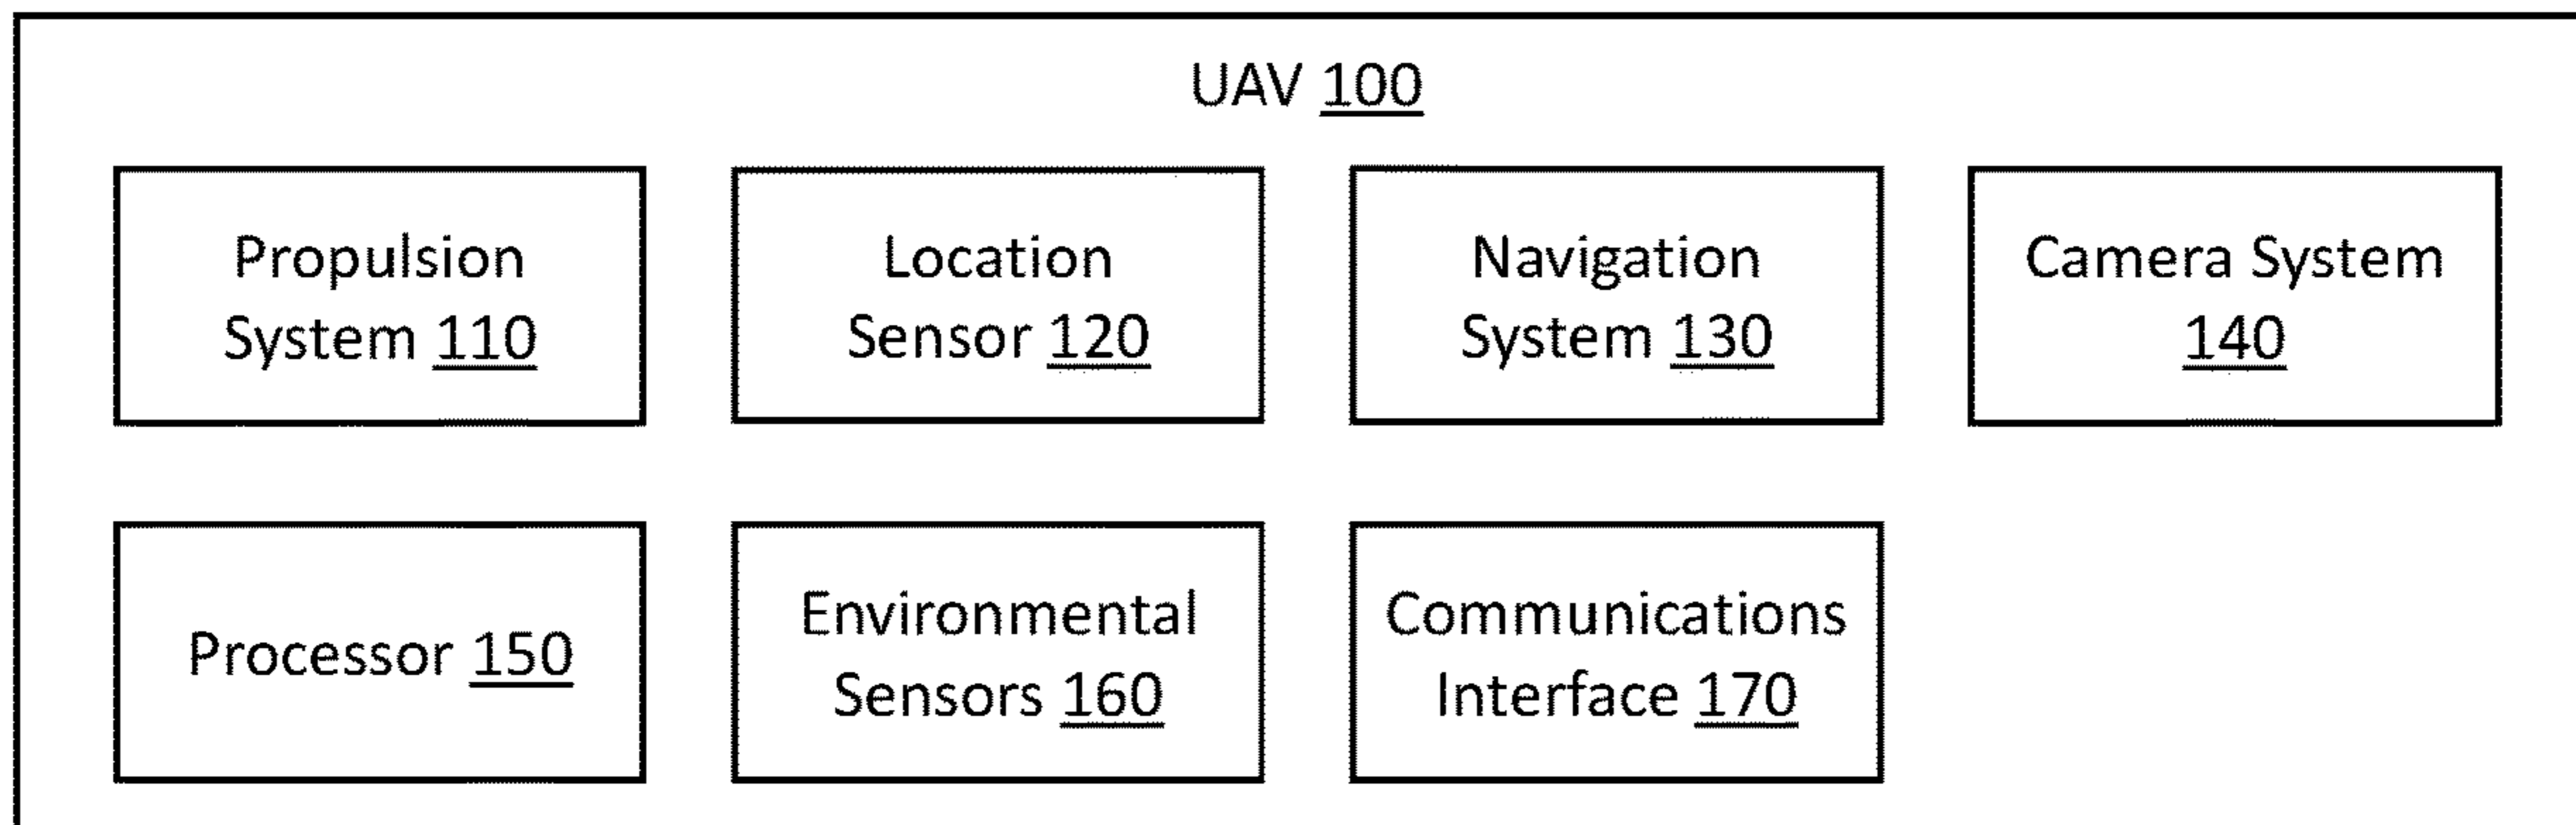 UAV 100
Propulsion
System 110
Location
Sensor 120
Navigation
System 130
Camera System
140
Processor 150
Environmental
Sensors 160
Communications
Interface 170